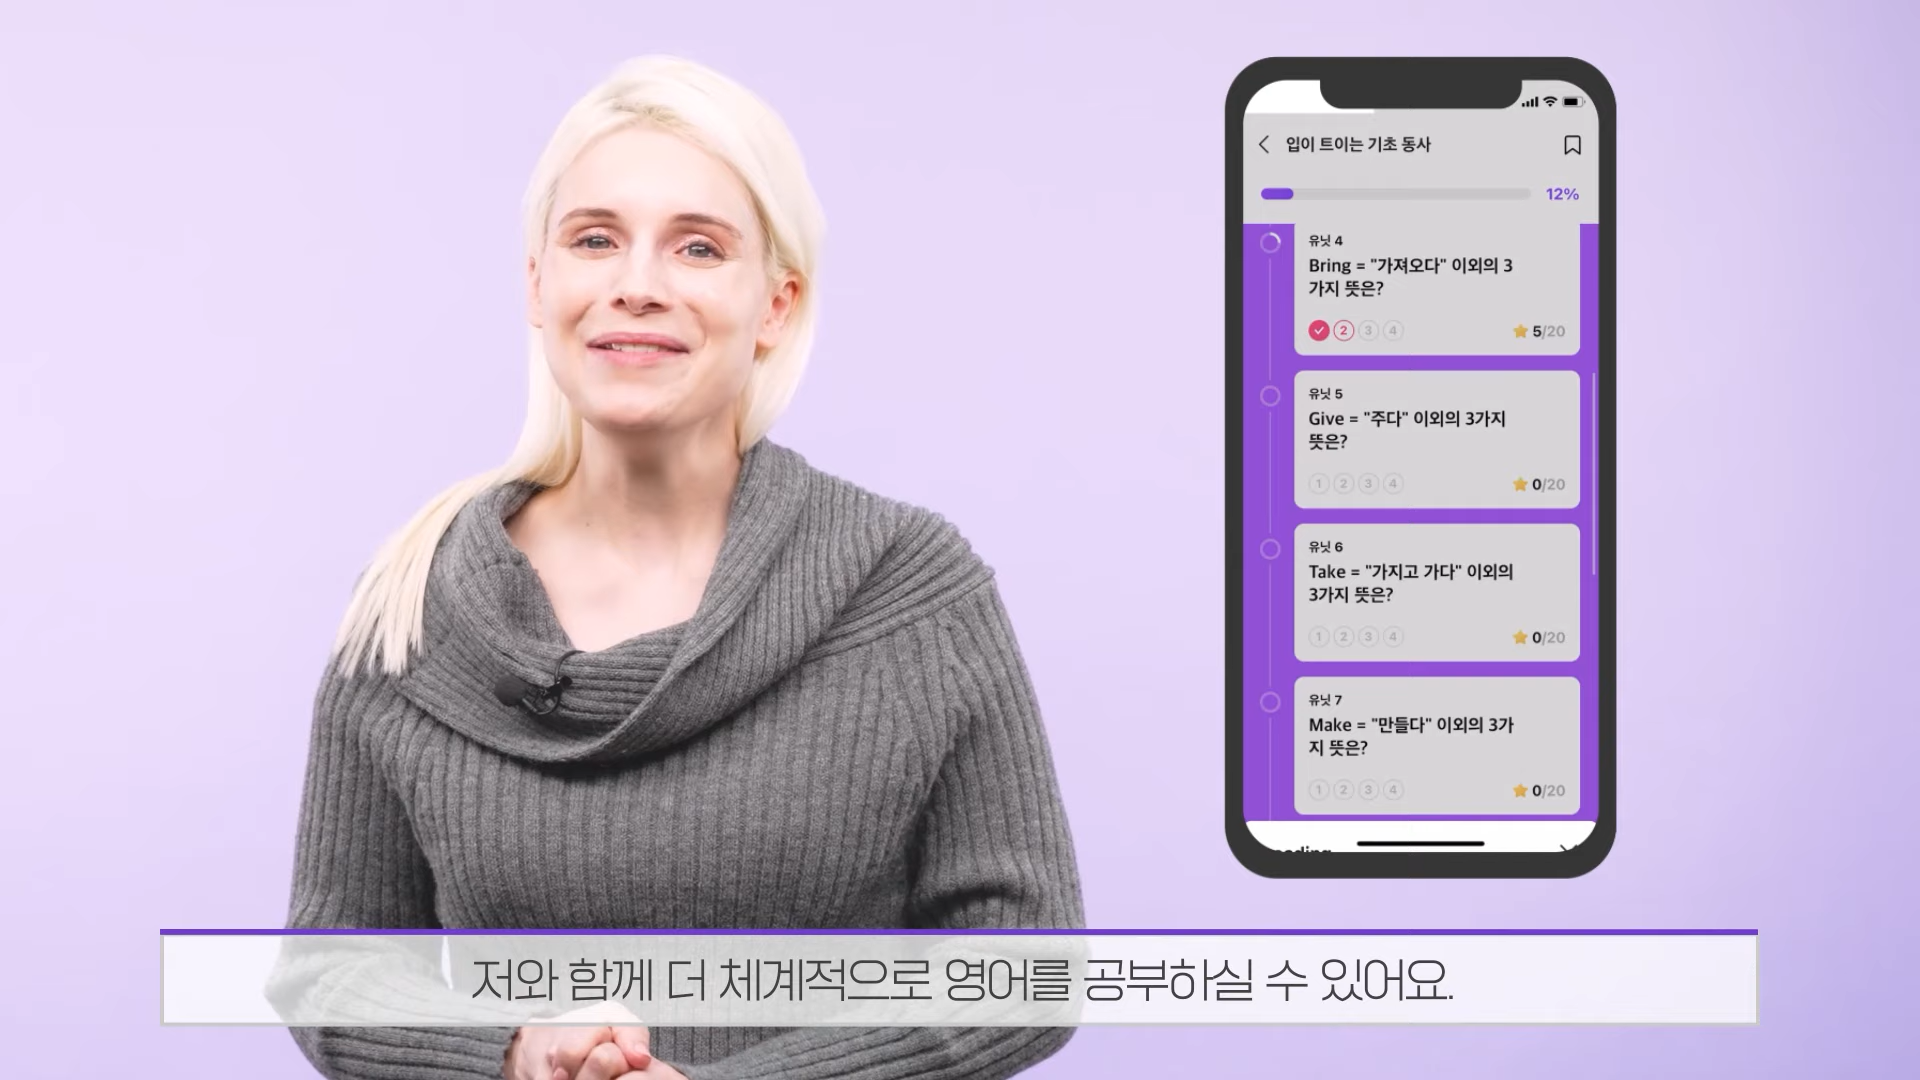 입이 트이는 기초 동사
12%
유닛 4
Bring = "가져오다" 이외의 3
가지 뜻은?
2 3 4
5/20
유닛 5
Give = "주다" 이외의 3가지
뜻은?
1 2 3 4
0/20
유닛 6
Take = "가지고 가다" 이외의
3가지 뜻은?
1 2 3 4
0/20
유닛 7
Make = "만들다" 이외의 3가
지 뜻은?
1 2 3 4
0/20
저와 함께 더 체계적으로 영어를 공부하실 수 있어요.